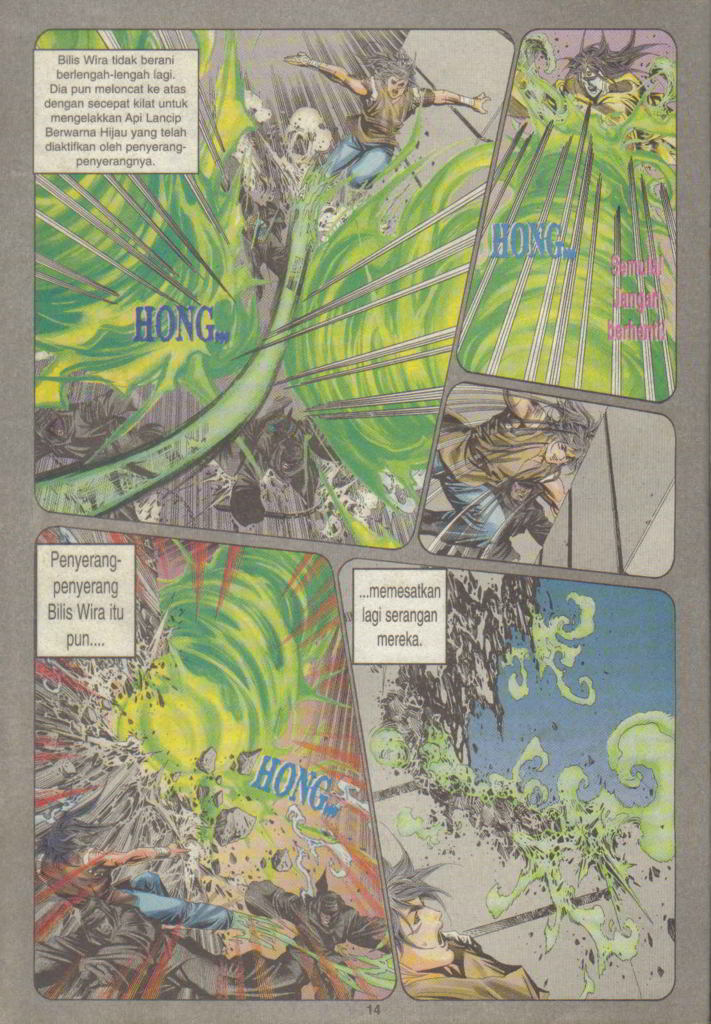 Bilis Wira tidak berani
berlengah-lengah lagi.
Dia pun meloncat ke atas
dengan secepat kilat untuk
mengelakkan Api Lancip
Berwarna Hijau yang telah
diaktifkan oleh penyerang-
penyerangnya.
HONG...
HONG...
Semula!
Jangan
berhenti!
Penyerang-
penyerang
Bilis Wira itu
pun....
HONG...
...memesatkan
lagi serangan
mereka.
14